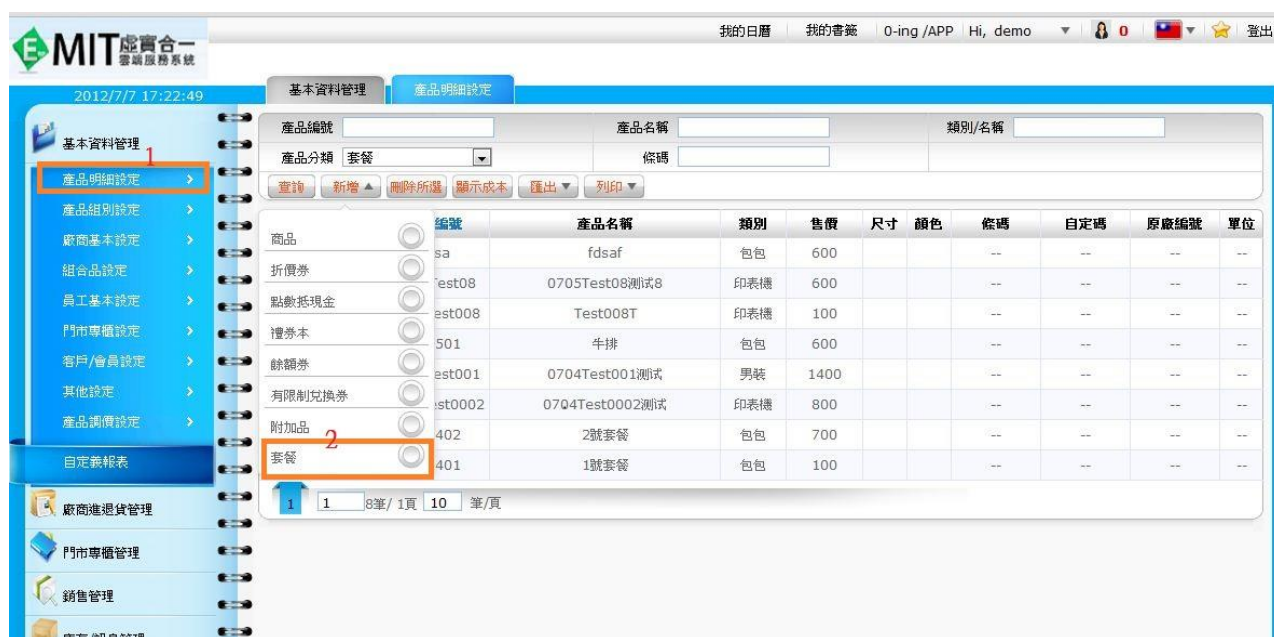 我的日曆 我的書籤 0-ing /APP Hi, demo 0 登出
MIT 虛實合一
雲端服務系統
2012/7/7 17:22:49
基本資料管理 產品明細設定
基本資料管理
1
產品明細設定
產品組別設定
廠商基本設定
組合品設定
員工基本設定
門市專櫃設定
客戶/會員設定
其他設定
產品調價設定
自定義報表
廠商進退貨管理
門市專櫃管理
銷售管理
產品編號 產品名稱 類別/名稱
產品分類 套餐 條碼
查詢 新增 刪除所選 顯示成本 匯出 列印
商品
折價券
點數抵現金
禮券本
餘額券
有限制兌換券
附加品
2
套餐
編號 產品名稱 類別 售價 尺寸 顏色 條碼 自定碼 原廠編號 單位
sa fdsaf 包包 600 -- -- -- --
Test08 0705Test08测试8 印表機 600 -- -- -- --
est008 Test008T 印表機 100 -- -- -- --
501 牛排 包包 600 -- -- -- --
est001 0704Test001测试 男裝 1400 -- -- -- --
est0002 0704Test0002测试 印表機 800 -- -- -- --
402 2號套餐 包包 700 -- -- -- --
401 1號套餐 包包 100 -- -- -- --
1 1 8筆/ 1頁 10 筆/頁